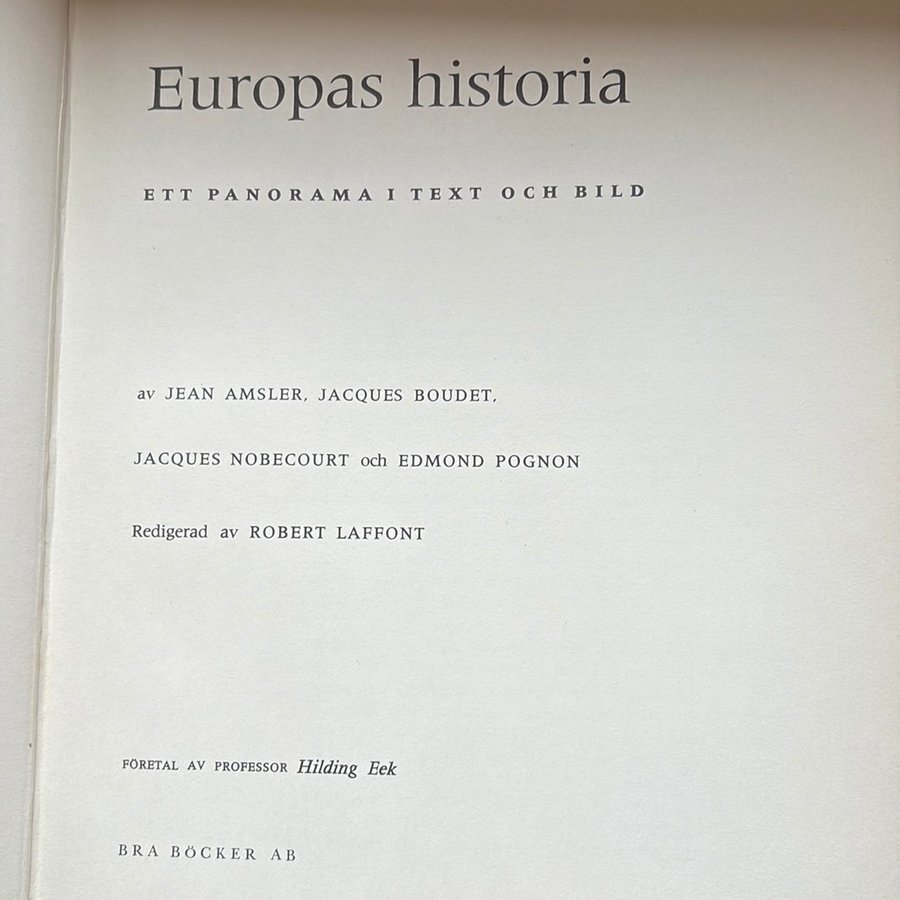 Europas historia
ETT PANORAMA I TEXT OCH BILD
av JEAN AMSLER, JACQUES BOUDET,
JACQUES NOBECOURT och EDMOND POGNON
Redigerad av ROBERT LAFFONT
FÖRETAL AV PROFESSOR Hilding Eek
BRA BÖCKER AB